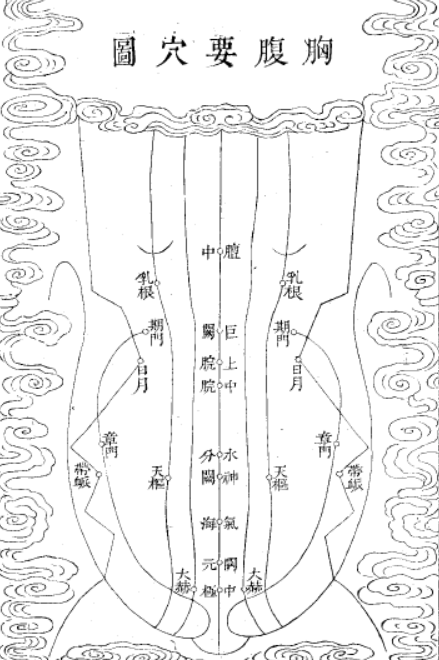 胸腹要穴圖
膻中
乳根
乳根
期門
巨闕
期門
上脘
日月
日月
中脘
章門
水分
章門
帶脈
天樞
神闕
天樞
帶脈
氣海
關元
大赫
中極
大赫